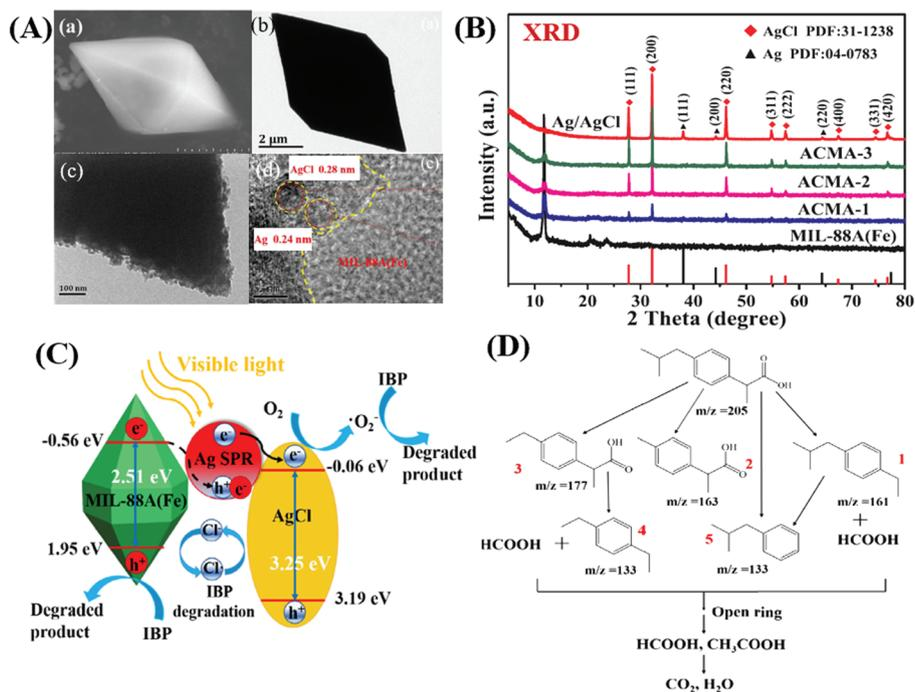 (A)
(a)
(b)
(a)
2 μm
(c)
100 nm
(d)
(c)
AgCl 0.28 nm
Ag 0.24 nm
MIL-88A(Fe)
(B)
XRD
AgCl PDF:31-1238
Ag PDF:04-0783
Intensity (a.u.)
(111)
(200)
(111)
(200)
(220)
(311)
(222)
(220)
(400)
(331)
(420)
Ag/AgCl
ACMA-3
ACMA-2
ACMA-1
MIL-88A(Fe)
10 20 30 40 50 60 70 80
2 Theta (degree)
(C)
Visible light
-0.56 eV
e-
2.51 eV
MIL-88A(Fe)
1.95 eV
h+
Degraded
product
IBP
e-
Ag SPR
h+
e-
Cl-
Cl·
IBP
degradation
O2
·O2-
IBP
Degraded
product
e-
-0.06 eV
AgCl
3.25 eV
3.19 eV
h+
(D)
O
OH
m/z =205
3
OH
O
m/z =177
2
OH
O
m/z =163
1
m/z =161
+
HCOOH
HCOOH +
4
m/z =133
5
m/z =133
Open ring
HCOOH, CH3COOH
CO2, H2O